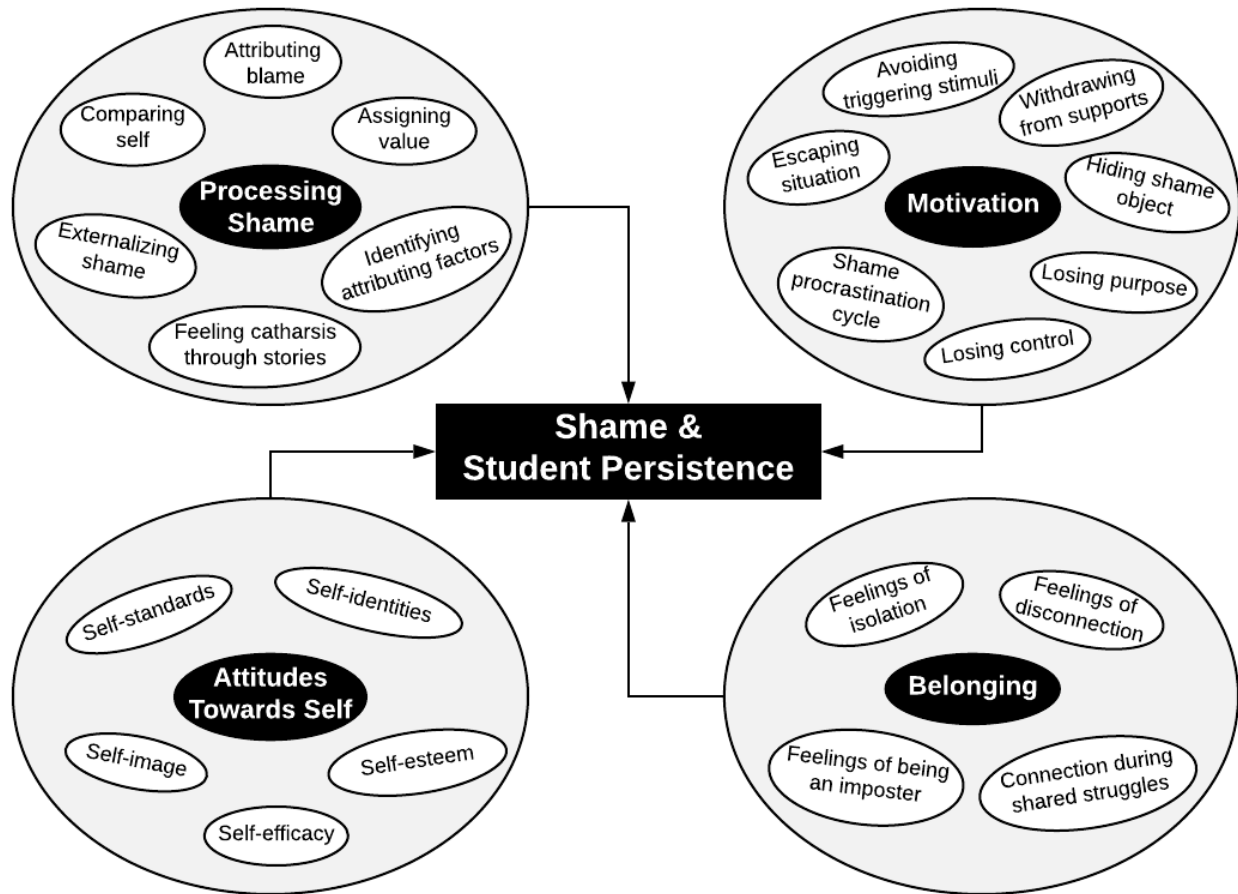 Attributing
blame
Comparing
self
Assigning
value
Processing
Shame
Externalizing
shame
Identifying
attributing factors
Feeling catharsis
through stories
Avoiding
triggering stimuli
Withdrawing
from supports
Escaping
situation
Hiding shame
object
Motivation
Shame
procrastination
cycle
Losing purpose
Losing control
Shame &
Student Persistence
Self-standards
Self-identities
Attitudes
Towards Self
Self-image
Self-esteem
Self-efficacy
Feelings of
isolation
Feelings of
disconnection
Belonging
Feelings of being
an imposter
Connection during
shared struggles